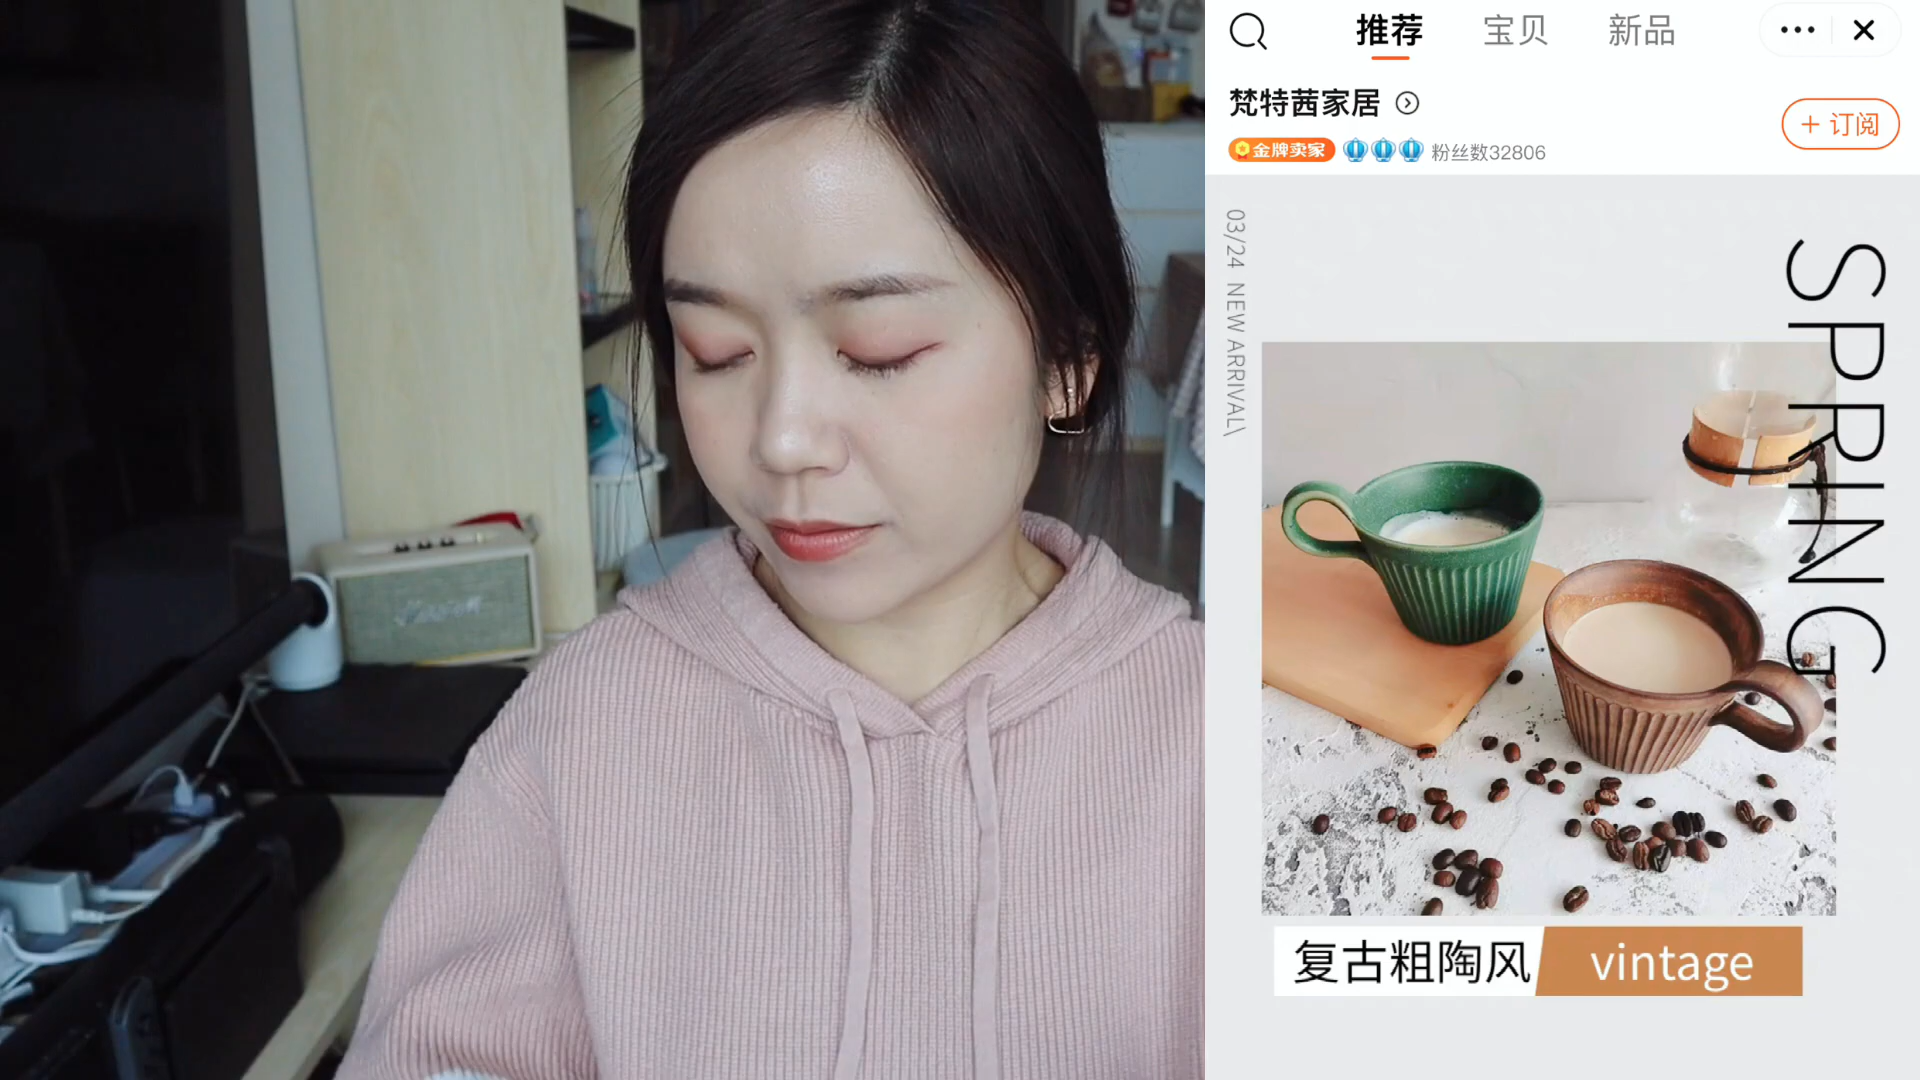 推荐 宝贝 新品
梵特茜家居
金牌卖家 粉丝数32806
+ 订阅
03/24 NEW ARRIVAL\
SPRING
复古粗陶风 vintage